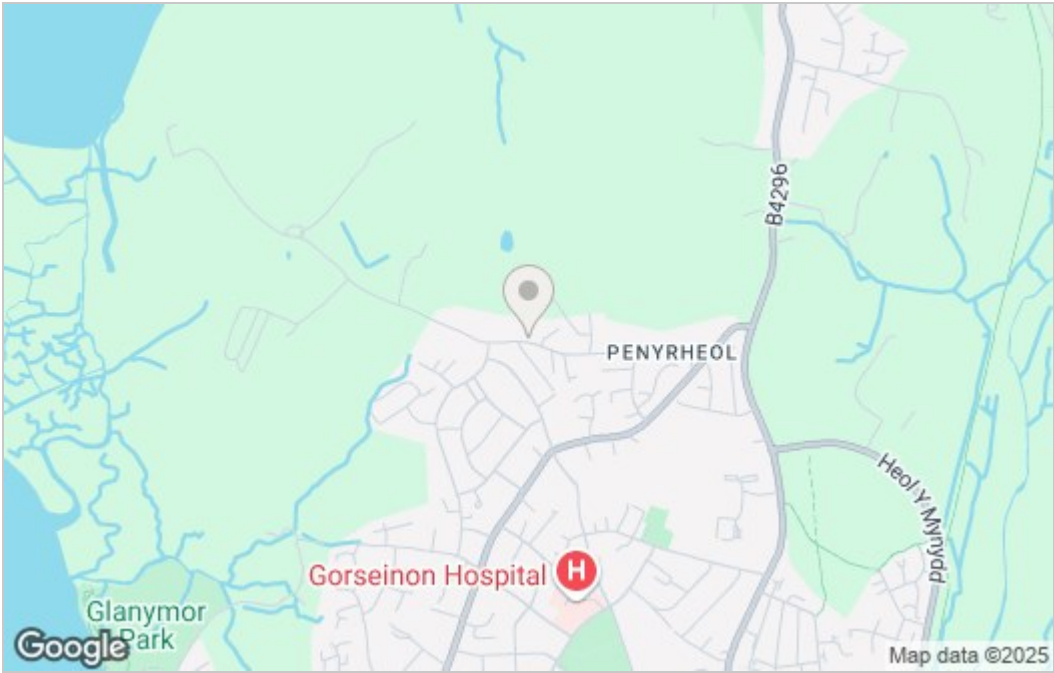 B4296
PENYRHEOL
Heol Y Mynydd
Gorseinon Hospital
H
Glanymor
Park
Google
Map data ©2025